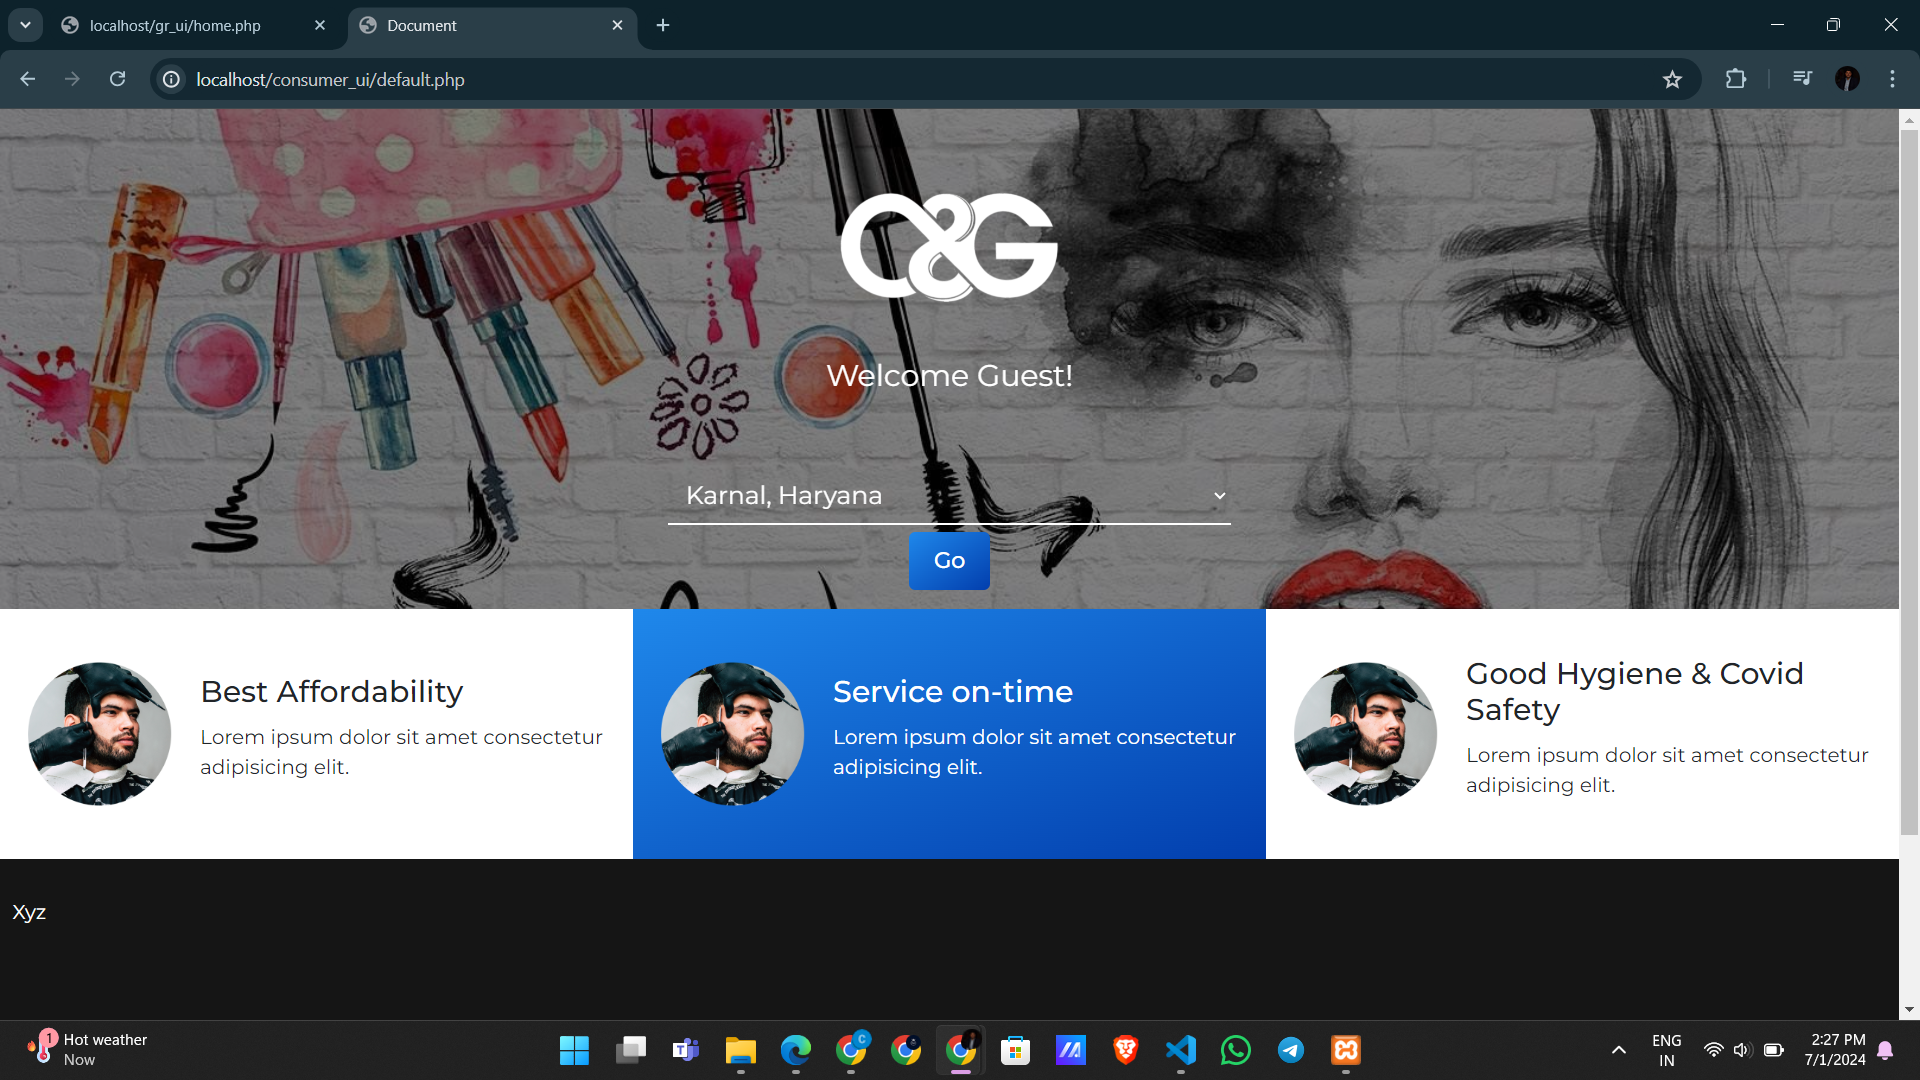 localhost/gr_ui/home.php
Document
localhost/consumer_ui/default.php
C&G
Welcome Guest!
Karnal, Haryana
Go
Best Affordability
Lorem ipsum dolor sit amet consectetur
adipisicing elit.
Service on-time
Lorem ipsum dolor sit amet consectetur
adipisicing elit.
Good Hygiene & Covid
Safety
Lorem ipsum dolor sit amet consectetur
adipisicing elit.
Xyz
1
Hot weather
Now
C
ENG
IN
2:27 PM
7/1/2024